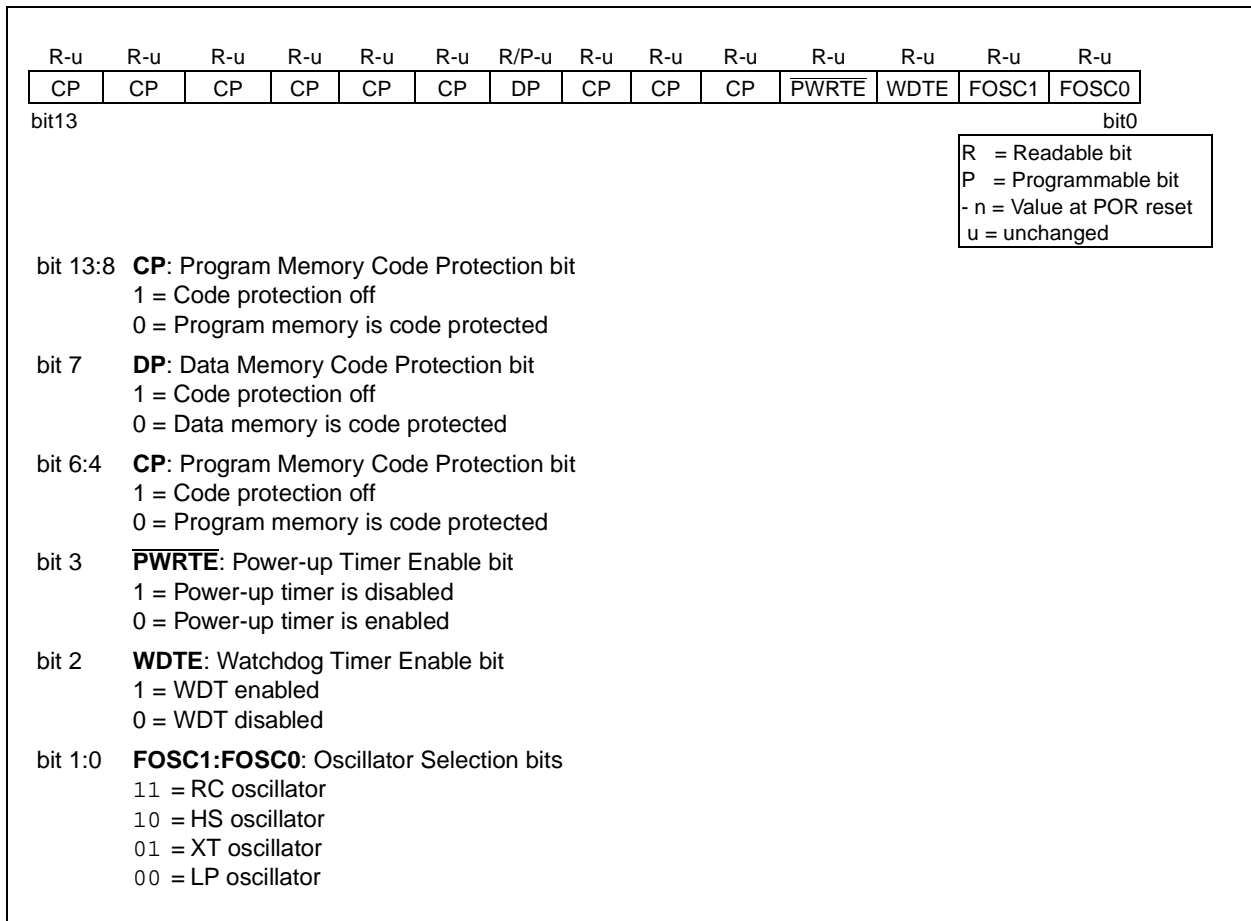 R-u R-u R-u R-u R-u R-u R/P-u R-u R-u R-u R-u R-u R-u R-u
CP CP CP CP CP CP DP CP CP CP PWRTE WDTE FOSC1 FOSC0
bit13 bit0
R = Readable bit
P = Programmable bit
- n = Value at POR reset
u = unchanged
bit 13:8 CP: Program Memory Code Protection bit
1 = Code protection off
0 = Program memory is code protected
bit 7 DP: Data Memory Code Protection bit
1 = Code protection off
0 = Data memory is code protected
bit 6:4 CP: Program Memory Code Protection bit
1 = Code protection off
0 = Program memory is code protected
bit 3 PWRTE: Power-up Timer Enable bit
1 = Power-up timer is disabled
0 = Power-up timer is enabled
bit 2 WDTE: Watchdog Timer Enable bit
1 = WDT enabled
0 = WDT disabled
bit 1:0 FOSC1:FOSC0: Oscillator Selection bits
11 = RC oscillator
10 = HS oscillator
01 = XT oscillator
00 = LP oscillator